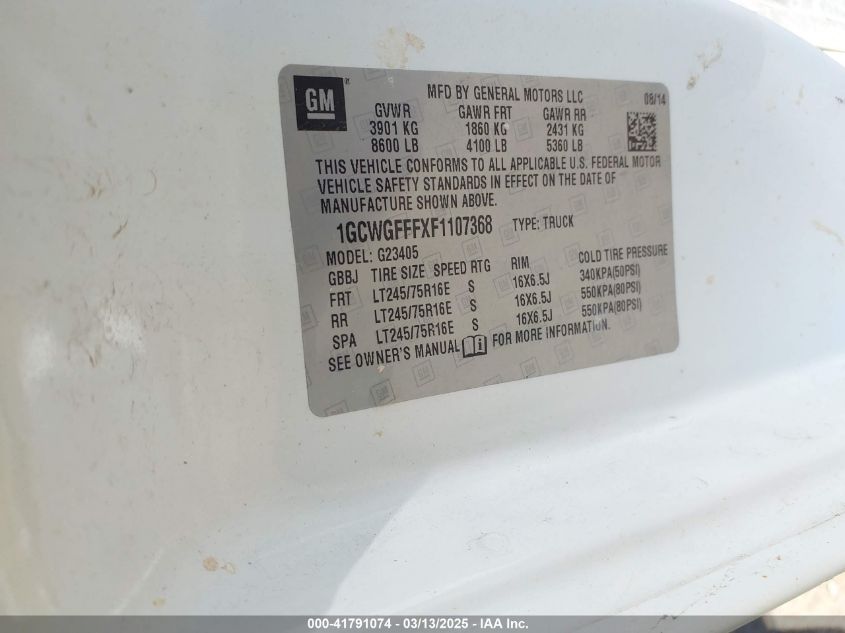 GM
MFD BY GENERAL MOTORS LLC 08/14
GVWR GAWR FRT GAWR RR
3901 KG 1860 KG 2431 KG
8600 LB 4100 LB 5360 LB
THIS VEHICLE CONFORMS TO ALL APPLICABLE U.S. FEDERAL MOTOR
VEHICLE SAFETY STANDARDS IN EFFECT ON THE DATE OF
MANUFACTURE SHOWN ABOVE.
1GCWGFFFXF1107368 TYPE: TRUCK
MODEL: G23405
GBBJ TIRE SIZE SPEED RTG RIM COLD TIRE PRESSURE
FRT LT245/75R16E S 16X6.5J 340KPA(50PSI)
RR LT245/75R16E S 16X6.5J 550KPA(80PSI)
SPA LT245/75R16E S 16X6.5J 550KPA(80PSI)
SEE OWNER'S MANUAL FOR MORE INFORMATION.
000-41791074 | 03/13/2025 | IAA Inc.